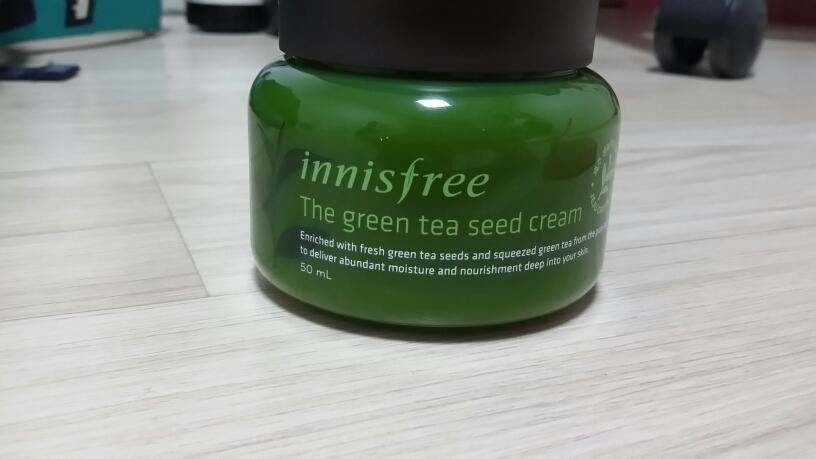 innisfree
The green tea seed cream
Enriched with fresh green tea seeds and squeezed green tea from the
to deliver abundant moisture and nourishment deep into your skin.
50 mL